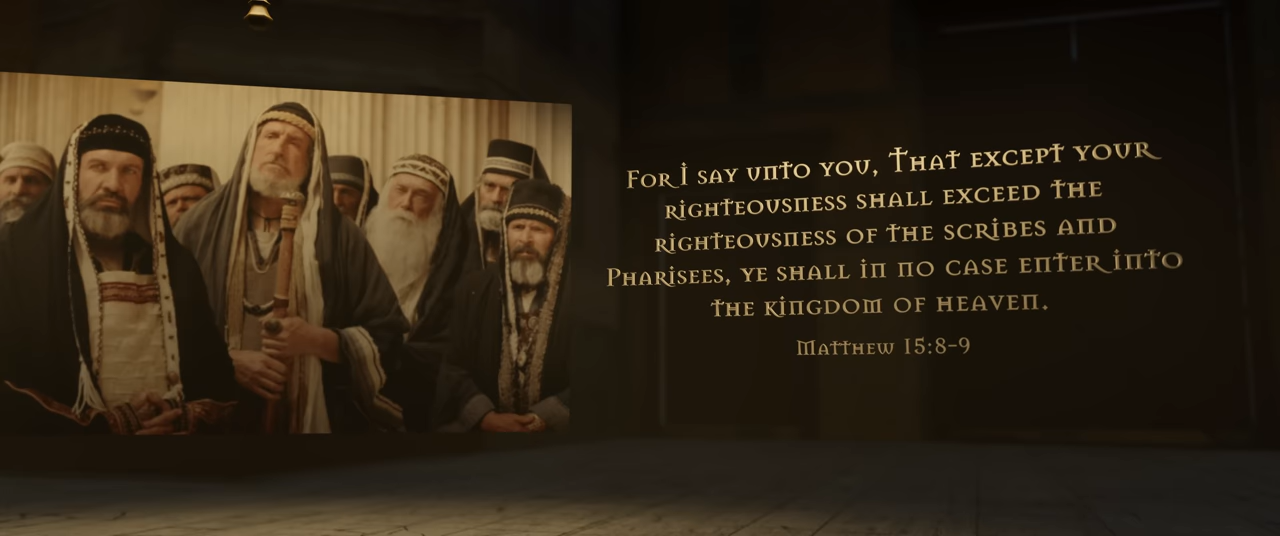 For I say unto you, That except your
righteousness shall exceed the
righteousness of the scribes and
Pharisees, ye shall in no case enter into
the kingdom of heaven.
Matthew 15:8-9